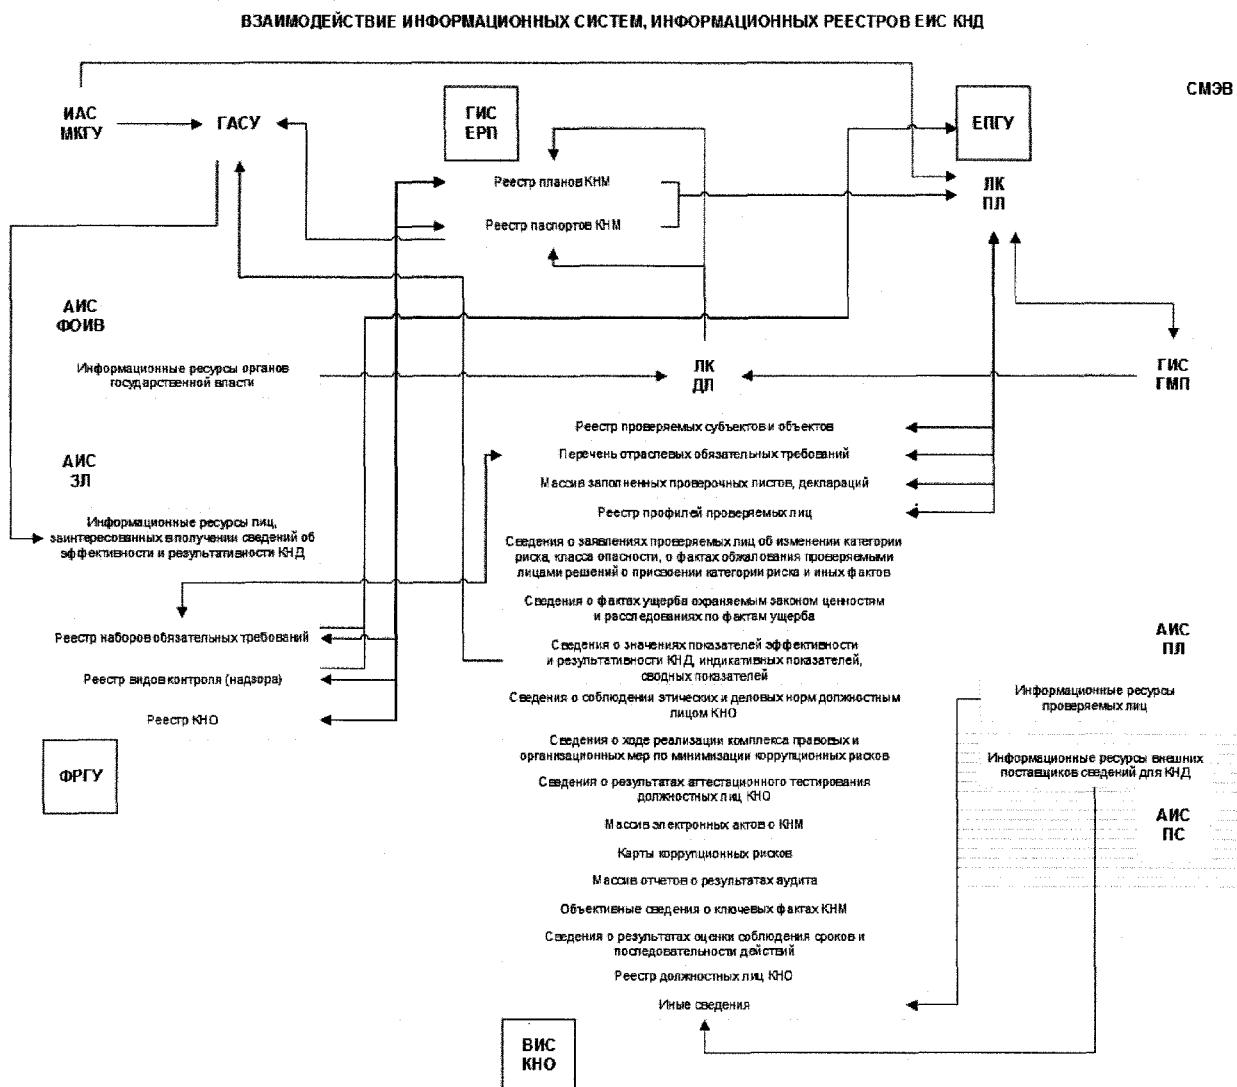 ВЗАИМОДЕЙСТВИЕ ИНФОРМАЦИОННЫХ СИСТЕМ, ИНФОРМАЦИОННЫХ РЕЕСТРОВ ЕИС КНД
СМЭВ
ИАС
МКГУ
ГАСУ
ГИС
ЕРП
ЕПГУ
Реестр планов КНМ
ЛК
ПЛ
Реестр паспортов КНМ
АИС
ФОИВ
Информационные ресурсы органов
государственной власти
ЛК
ДЛ
ГИС
ГМП
Реестр проверяемых субъектов и объектов
Перечень отраслевых обязательных требований
Массив заполненных проверочных листов, деклараций
Реестр профилей проверяемых лиц
АИС
ЗЛ
Информационные ресурсы лиц,
заинтересованных в получении сведений об
эффективности и результативности КНД
Сведения о заявлениях проверяемых лиц об изменении категории
риска, класса опасности, о фактах обжалования проверяемыми
лицами решений о присвоении категории риска и иных фактов
Сведения о фактах ущерба охраняемым законом ценностям
и расследованиях по фактам ущерба
Реестр наборов обязательных требований
Сведения о значениях показателей эффективности
и результативности КНД, индикативных показателей,
сводных показателей
АИС
ПЛ
Реестр видов контроля (надзора)
Сведения о соблюдении этических и деловых норм должностным
лицом КНО
Информационные ресурсы
проверяемых лиц
Реестр КНО
Сведения о ходе реализации комплекса правовых и
организационных мер по минимизации коррупционных рисков
Информационные ресурсы внешних
поставщиков сведений для КНД
ФРГУ
Сведения о результатах аттестационного тестирования
должностных лиц КНО
АИС
ПС
Массив электронных актов о КНМ
Карты коррупционных рисков
Массив отчетов о результатах аудита
Объективные сведения о ключевых фактах КНМ
Сведения о результатах оценки соблюдения сроков и
последовательности действий
Реестр должностных лиц КНО
Иные сведения
ВИС
КНО